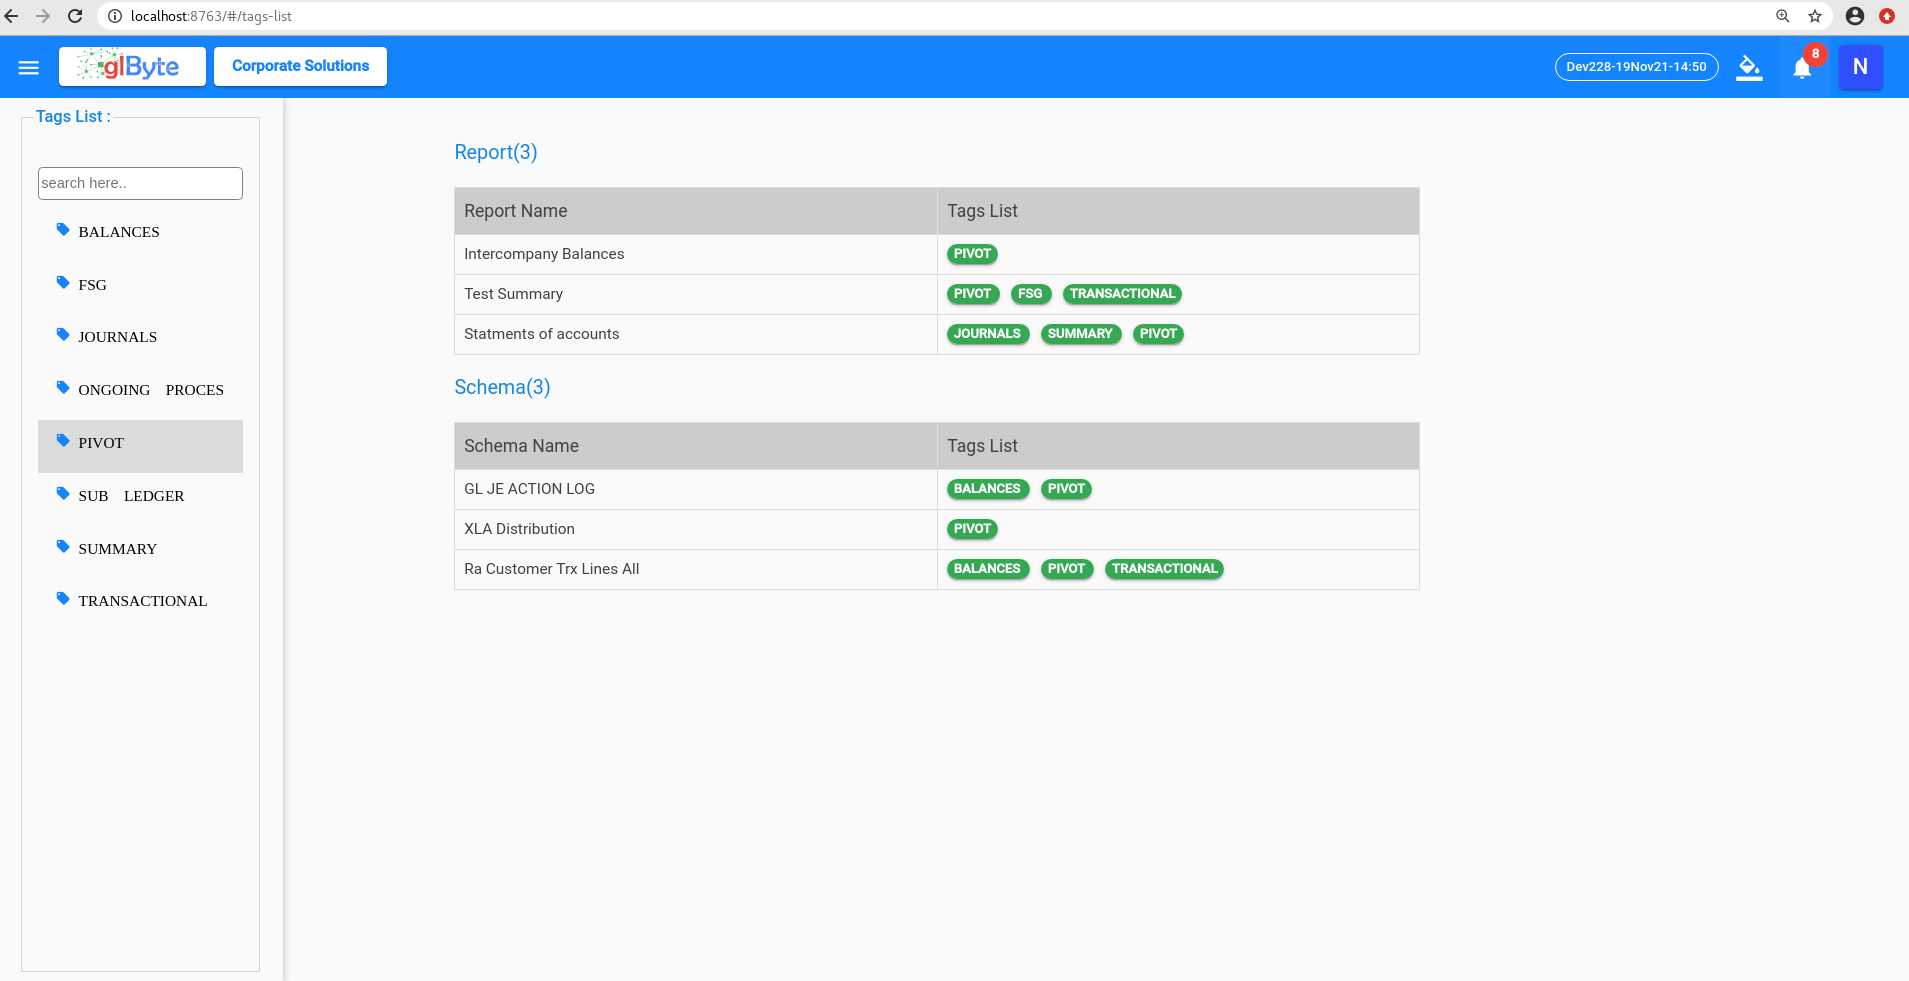 localhost:8763/#/tags-list
glByte Corporate Solutions Dev228-19Nov21-14:50 8 N
Tags List :
search here..
BALANCES
FSG
JOURNALS
ONGOING PROCES
PIVOT
SUB LEDGER
SUMMARY
TRANSACTIONAL
Report(3)
Report Name Tags List
Intercompany Balances PIVOT
Test Summary PIVOT FSG TRANSACTIONAL
Statments of accounts JOURNALS SUMMARY PIVOT
Schema(3)
Schema Name Tags List
GL JE ACTION LOG BALANCES PIVOT
XLA Distribution PIVOT
Ra Customer Trx Lines All BALANCES PIVOT TRANSACTIONAL